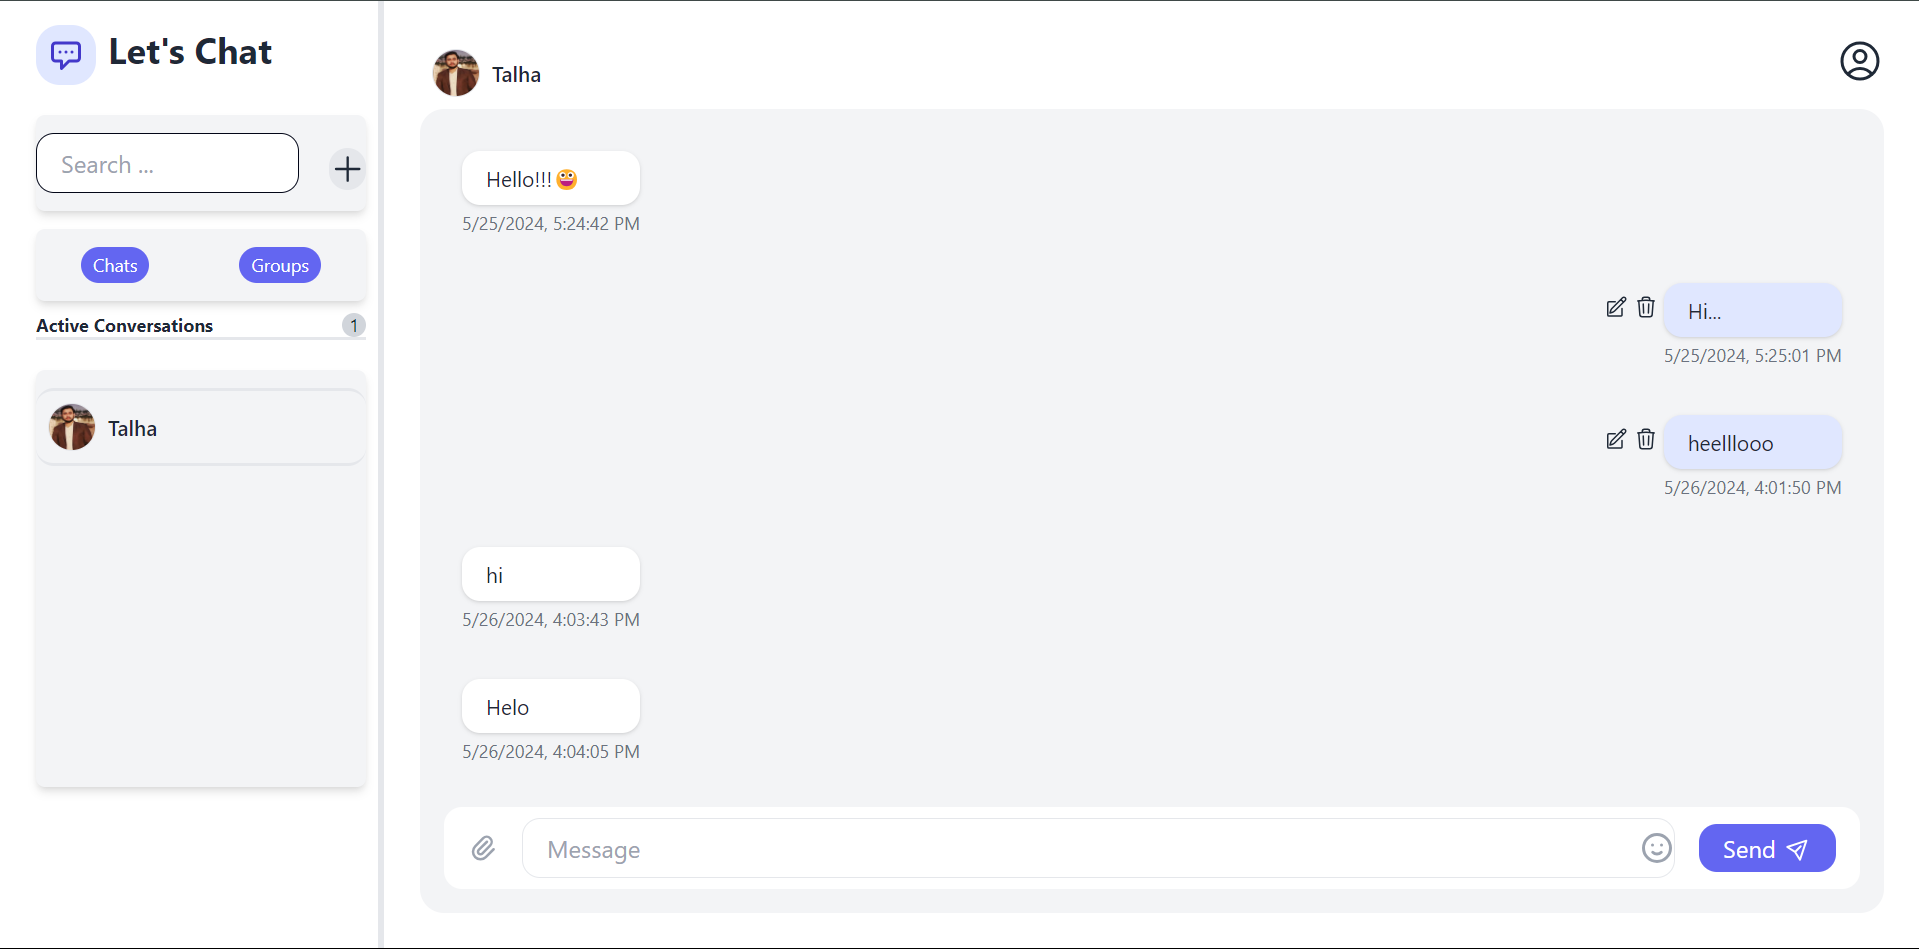 Let's Chat
Search ...
Chats
Groups
Active Conversations
1
Talha
Talha
Hello!!!😀
5/25/2024, 5:24:42 PM
Hi...
5/25/2024, 5:25:01 PM
heelllooo
5/26/2024, 4:01:50 PM
hi
5/26/2024, 4:03:43 PM
Helo
5/26/2024, 4:04:05 PM
Message
Send